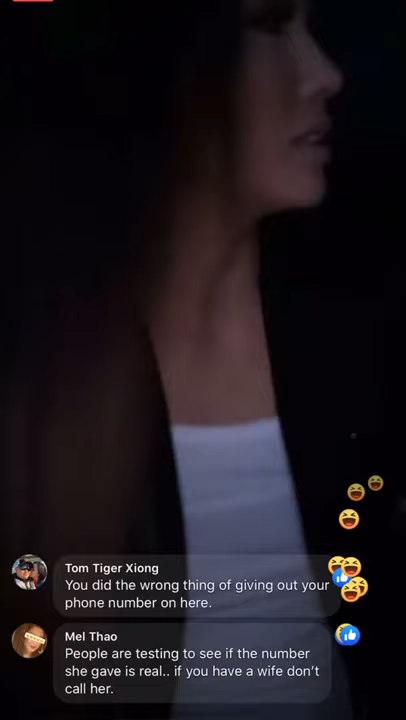 Tom Tiger Xiong
You did the wrong thing of giving out your
phone number on here.
Mel Thao
People are testing to see if the number
she gave is real.. if you have a wife don't
call her.